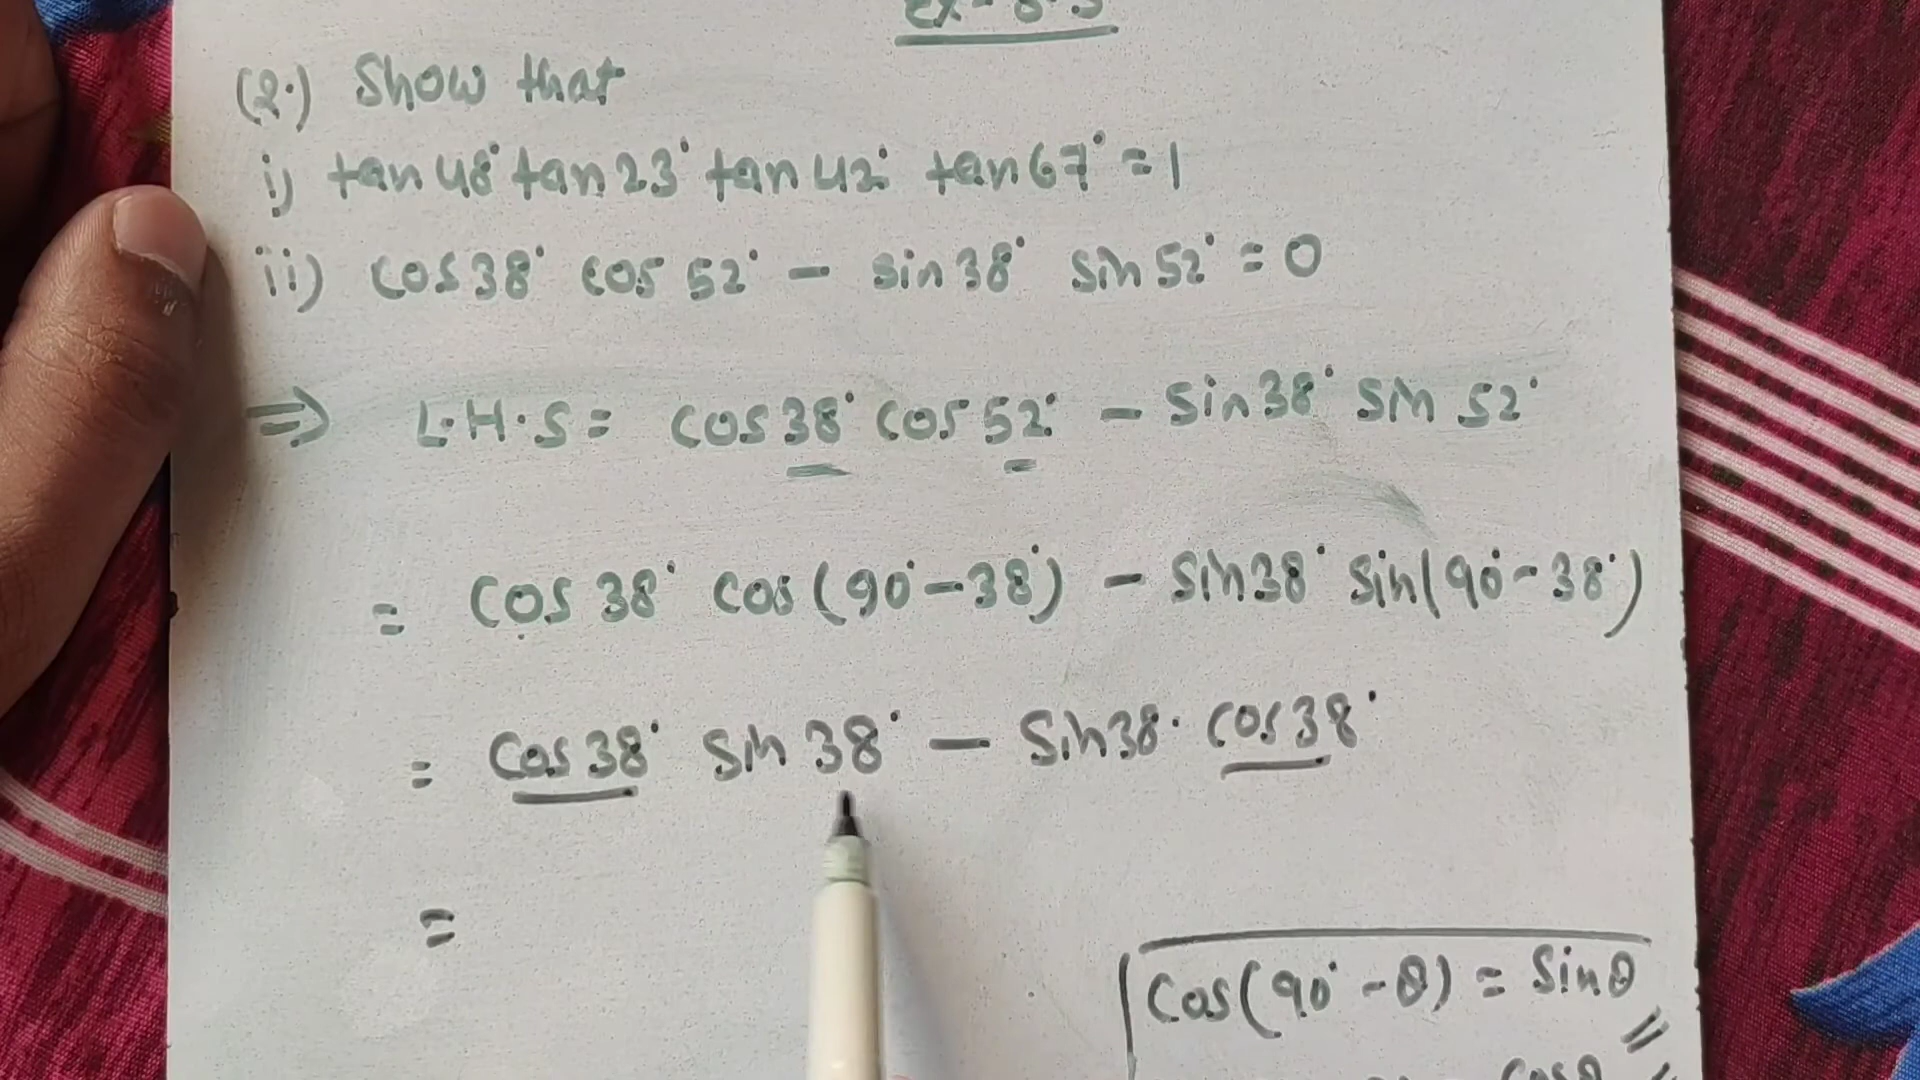 (2.) Show that
i) tan 48° tan 23° tan 42° tan 67° = 1
ii) cos 38° cos 52° - sin 38° sin 52° = 0
⇒ L.H.S = cos 38° cos 52° - sin 38° sin 52°
= cos 38° cos (90° - 38°) - sin 38° sin (90° - 38°)
= cos 38° sin 38° - sin 38° cos 38°
=
cos (90° - θ) = sin θ
cos θ